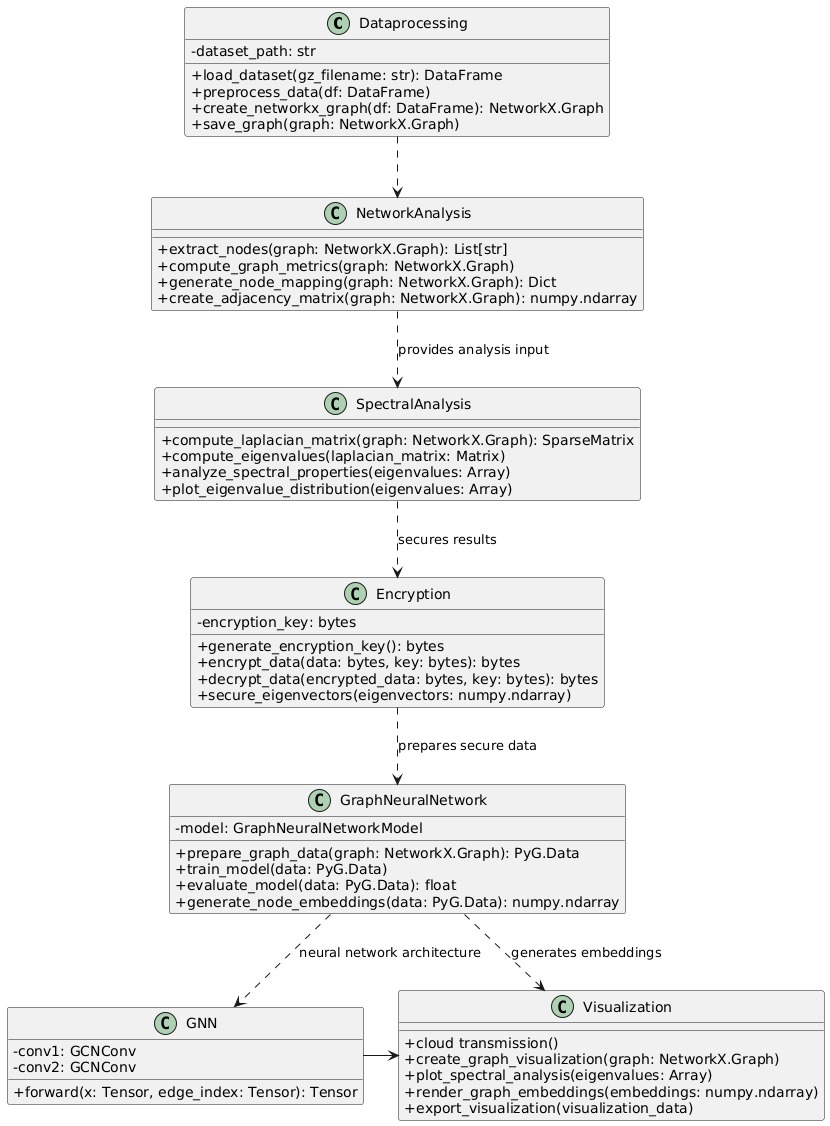 C Dataprocessing
-dataset_path: str
+load_dataset(gz_filename: str): DataFrame
+preprocess_data(df: DataFrame)
+create_networkx_graph(df: DataFrame): NetworkX.Graph
+save_graph(graph: NetworkX.Graph)
C NetworkAnalysis
+extract_nodes(graph: NetworkX.Graph): List[str]
+compute_graph_metrics(graph: NetworkX.Graph)
+generate_node_mapping(graph: NetworkX.Graph): Dict
+create_adjacency_matrix(graph: NetworkX.Graph): numpy.ndarray
provides analysis input
C SpectralAnalysis
+compute_laplacian_matrix(graph: NetworkX.Graph): SparseMatrix
+compute_eigenvalues(laplacian_matrix: Matrix)
+analyze_spectral_properties(eigenvalues: Array)
+plot_eigenvalue_distribution(eigenvalues: Array)
secures results
C Encryption
-encryption_key: bytes
+generate_encryption_key(): bytes
+encrypt_data(data: bytes, key: bytes): bytes
+decrypt_data(encrypted_data: bytes, key: bytes): bytes
+secure_eigenvectors(eigenvectors: numpy.ndarray)
prepares secure data
C GraphNeuralNetwork
-model: GraphNeuralNetworkModel
+prepare_graph_data(graph: NetworkX.Graph): PyG.Data
+train_model(data: PyG.Data)
+evaluate_model(data: PyG.Data): float
+generate_node_embeddings(data: PyG.Data): numpy.ndarray
neural network architecture
generates embeddings
C GNN
-conv1: GCNConv
-conv2: GCNConv
+forward(x: Tensor, edge_index: Tensor): Tensor
C Visualization
+cloud transmission()
+create_graph_visualization(graph: NetworkX.Graph)
+plot_spectral_analysis(eigenvalues: Array)
+render_graph_embeddings(embeddings: numpy.ndarray)
+export_visualization(visualization_data)